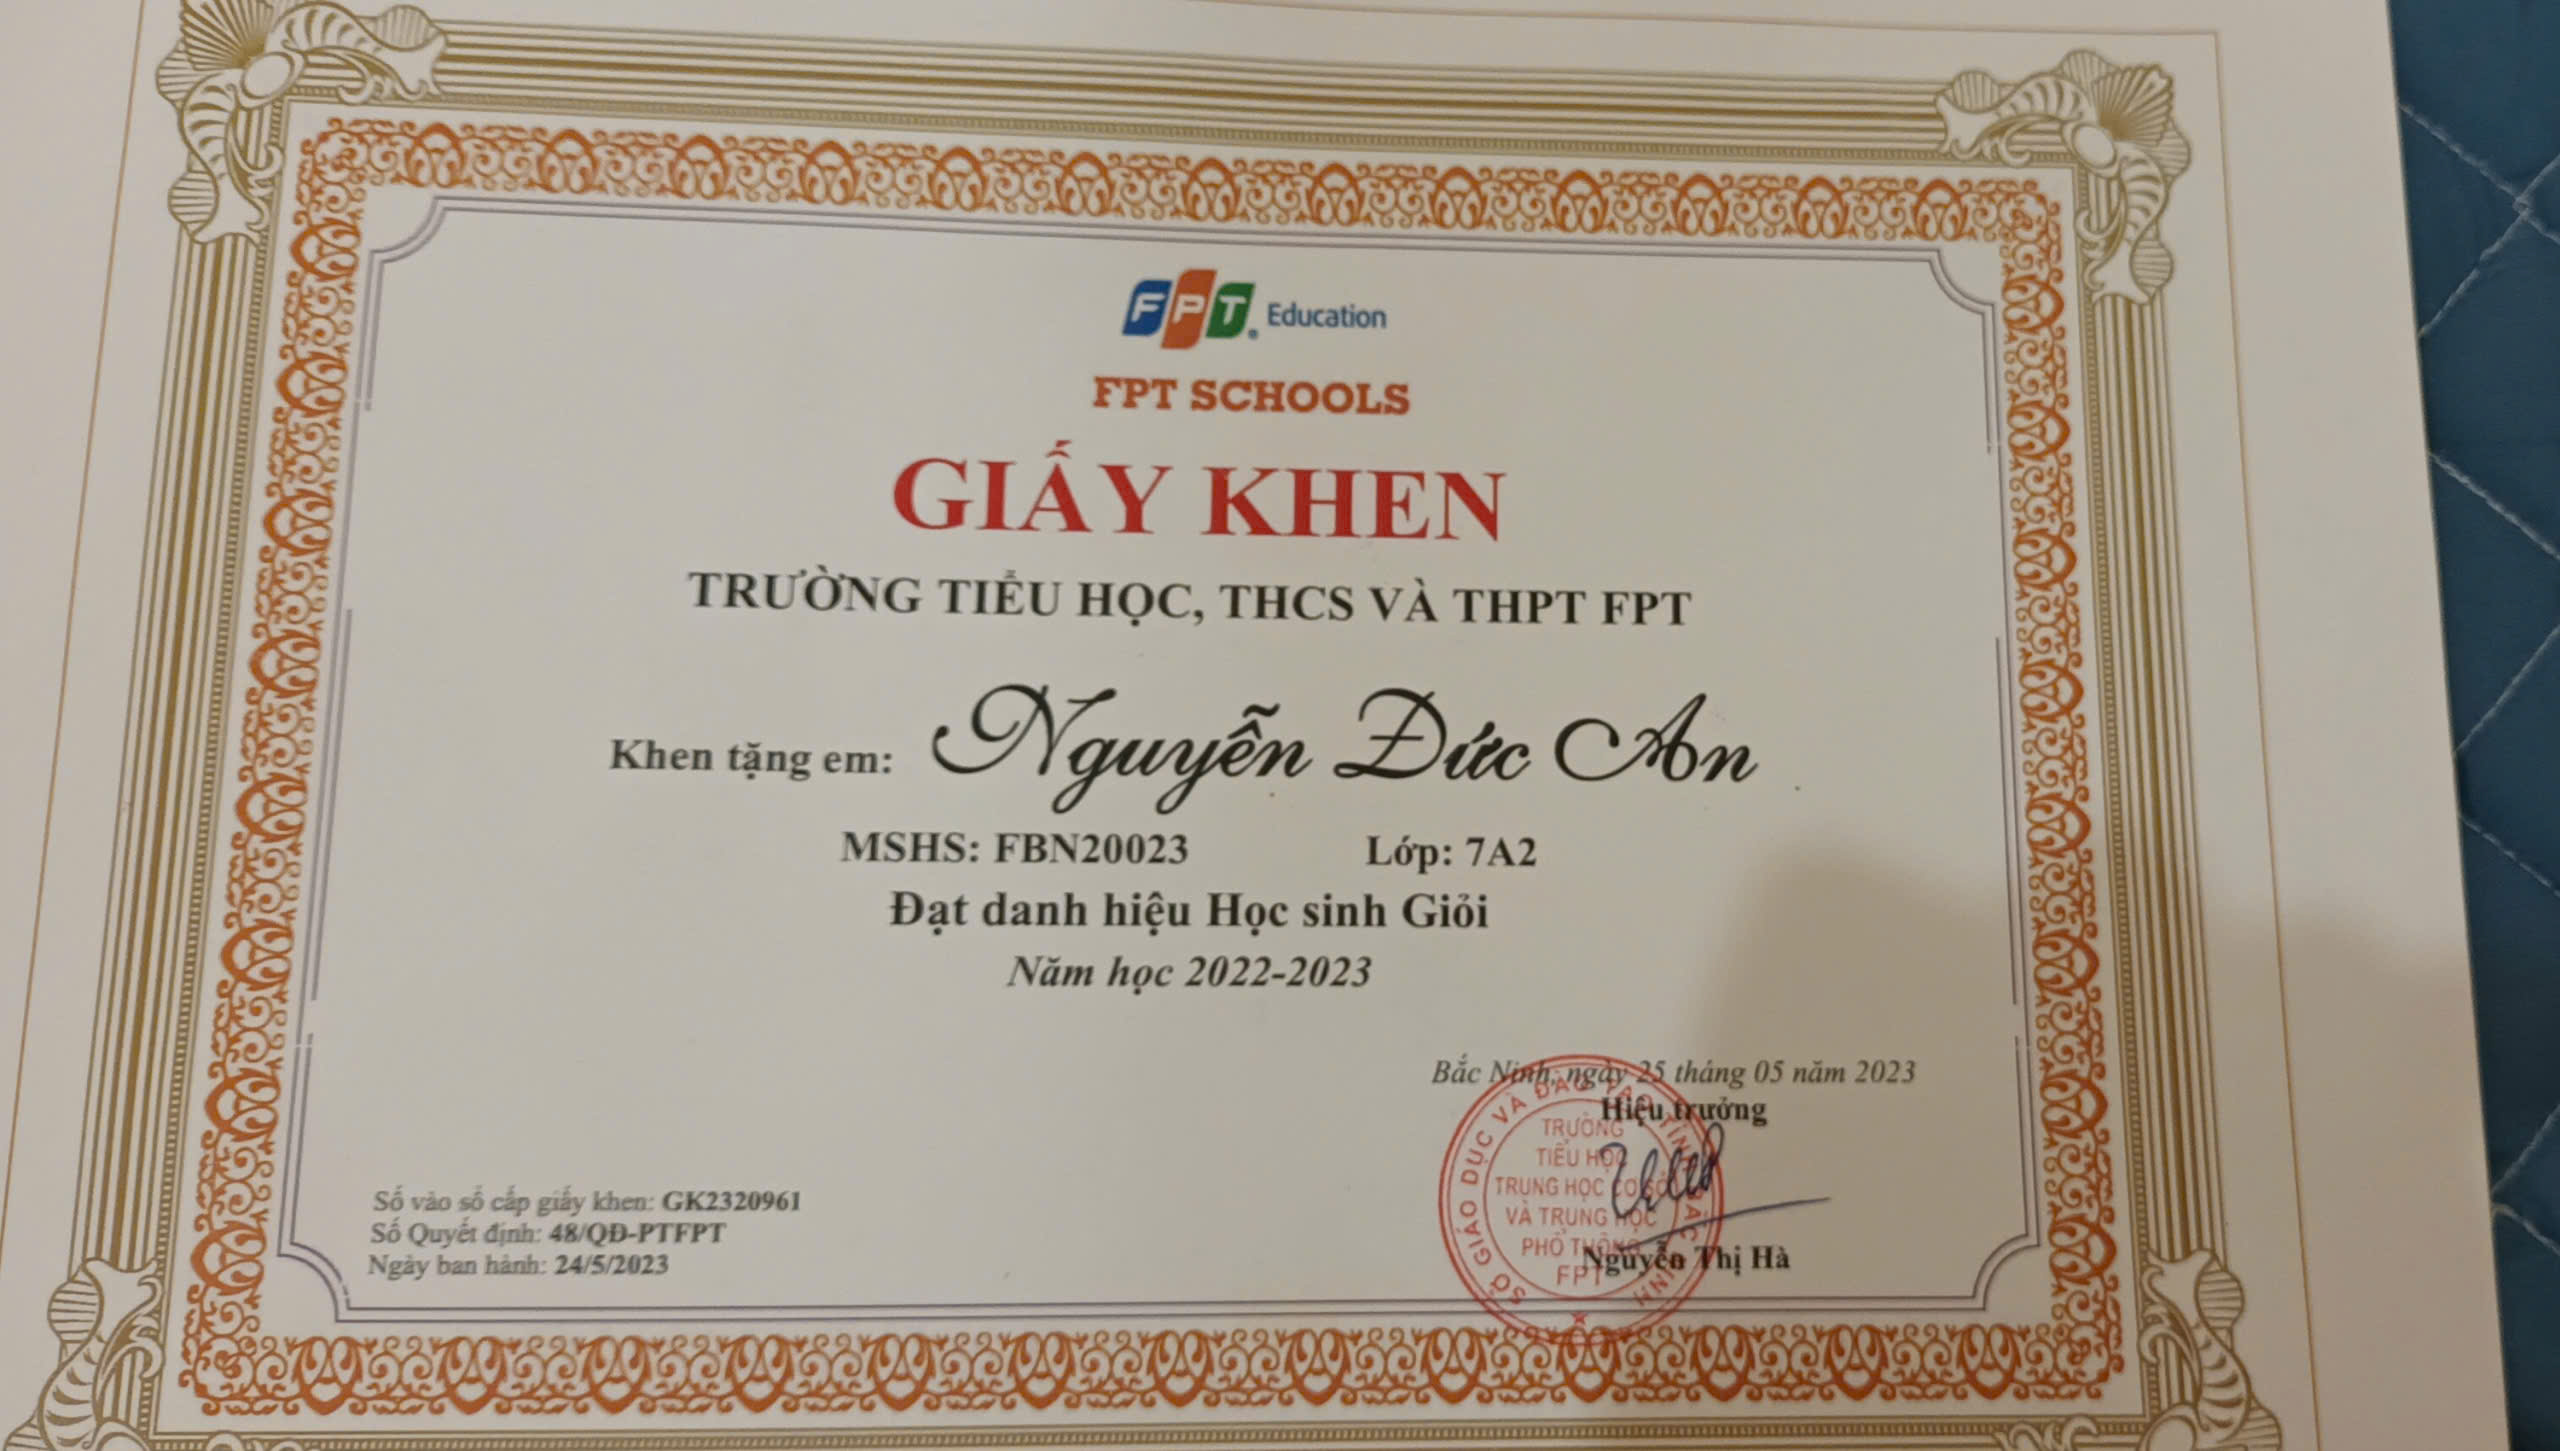 FPT Education
FPT SCHOOLS
GIẤY KHEN
TRƯỜNG TIỂU HỌC, THCS VÀ THPT FPT
Khen tặng em: Nguyễn Đức An
MSHS: FBN20023 Lớp: 7A2
Đạt danh hiệu Học sinh Giỏi
Năm học 2022-2023
Bắc Ninh, ngày 25 tháng 05 năm 2023
Hiệu trưởng
SỞ GIÁO DỤC VÀ ĐÀO TẠO TỈNH BẮC NINH
TRƯỜNG
TIỂU HỌC
TRUNG HỌC CƠ SỞ
VÀ TRUNG HỌC
PHỔ THÔNG
FPT
Nguyễn Thị Hà
Số vào sổ cấp giấy khen: GK2320961
Số Quyết định: 48/QĐ-PTFPT
Ngày ban hành: 24/5/2023